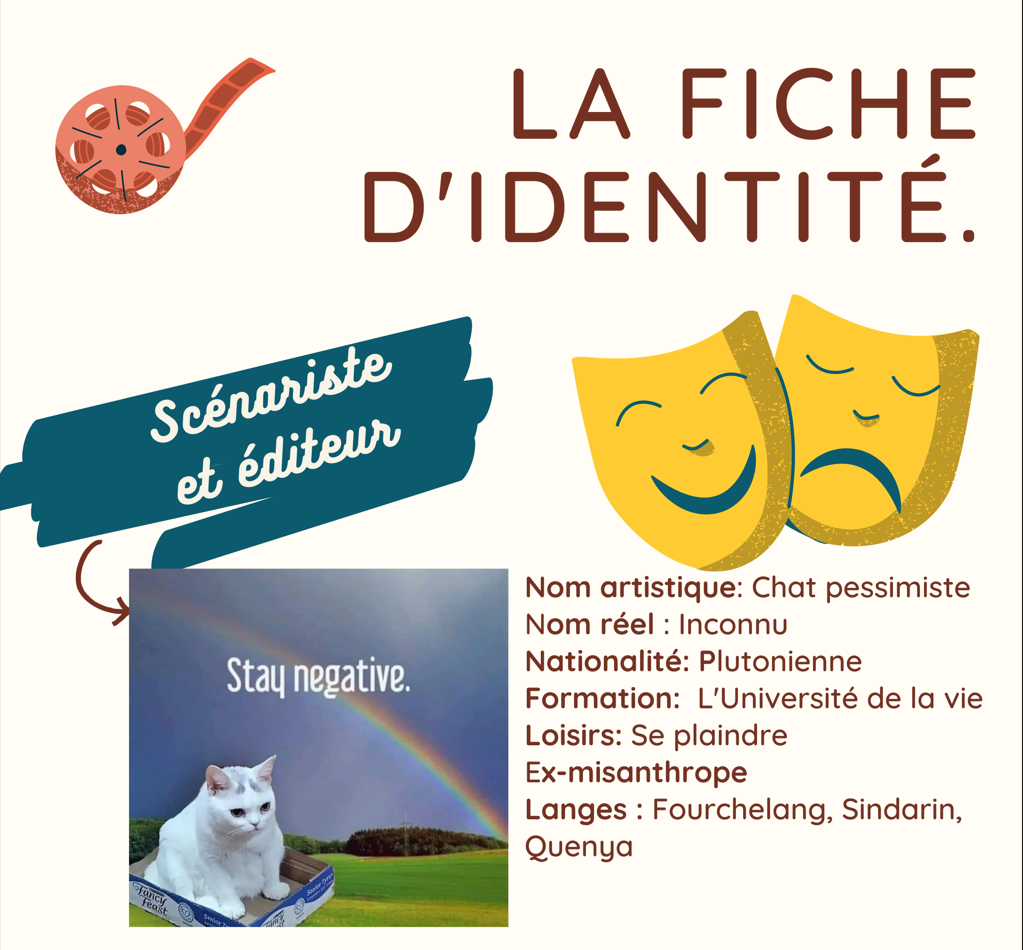 LA FICHE
D'IDENTITÉ.
Scénariste
et éditeur
Stay negative.
Fancy
Feast
Nom artistique: Chat pessimiste
Nom réel : Inconnu
Nationalité: Plutonienne
Formation:  L'Université de la vie
Loisirs: Se plaindre
Ex-misanthrope
Langes : Fourchelang, Sindarin,
Quenya